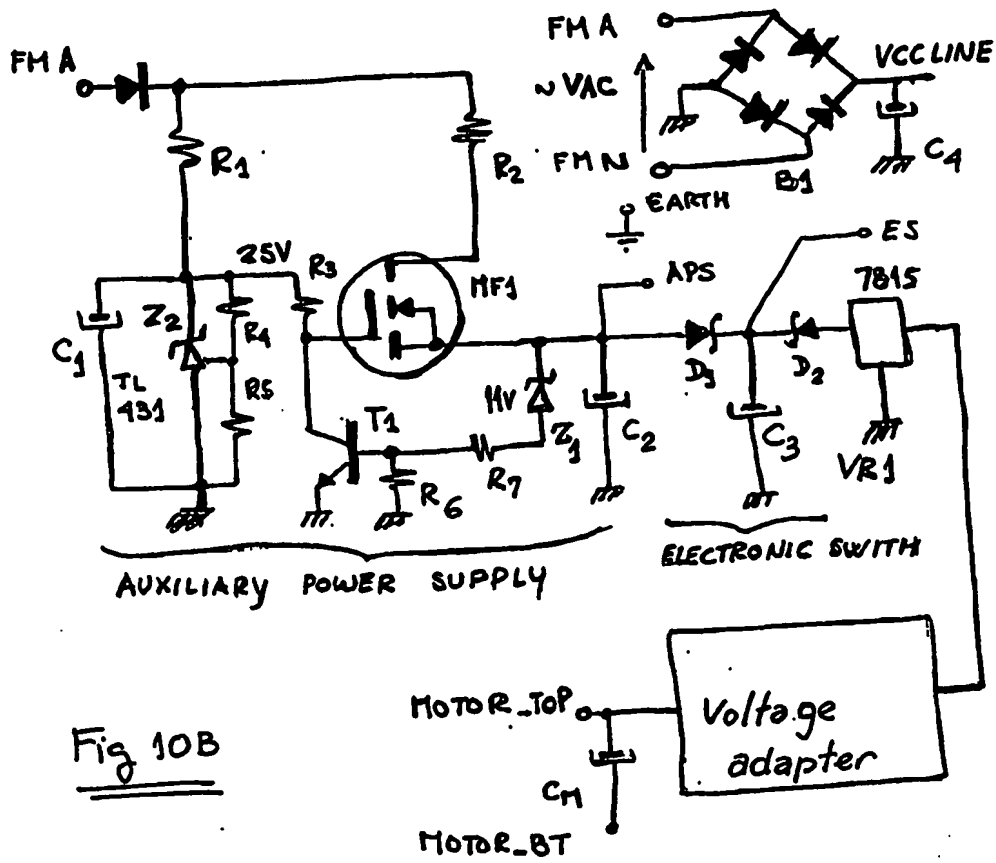 FM A
FM A
VCC LINE
~ VAC
R1
R2
C4
FM N
B1
EARTH
ES
25V
R3
MF1
APS
7815
Z2
R4
C1
TL
431
R5
D1
D2
11V
T1
Z1
C2
C3
R7
R6
VR1
ELECTRONIC SWITH
AUXILIARY POWER SUPPLY
MOTOR_TOP
Voltage
adapter
Fig 10B
CM
MOTOR_BT